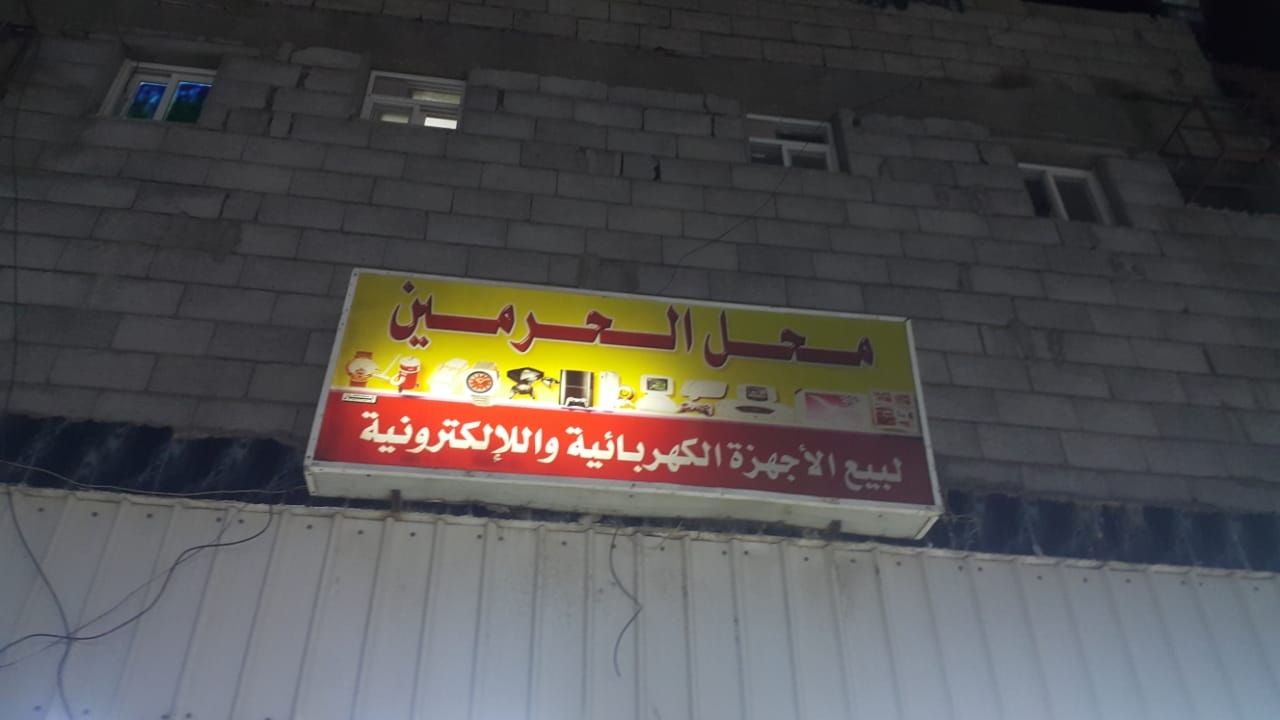 محل الحرمين
لبيع الأجهزة الكهربائية واللإلكترونية